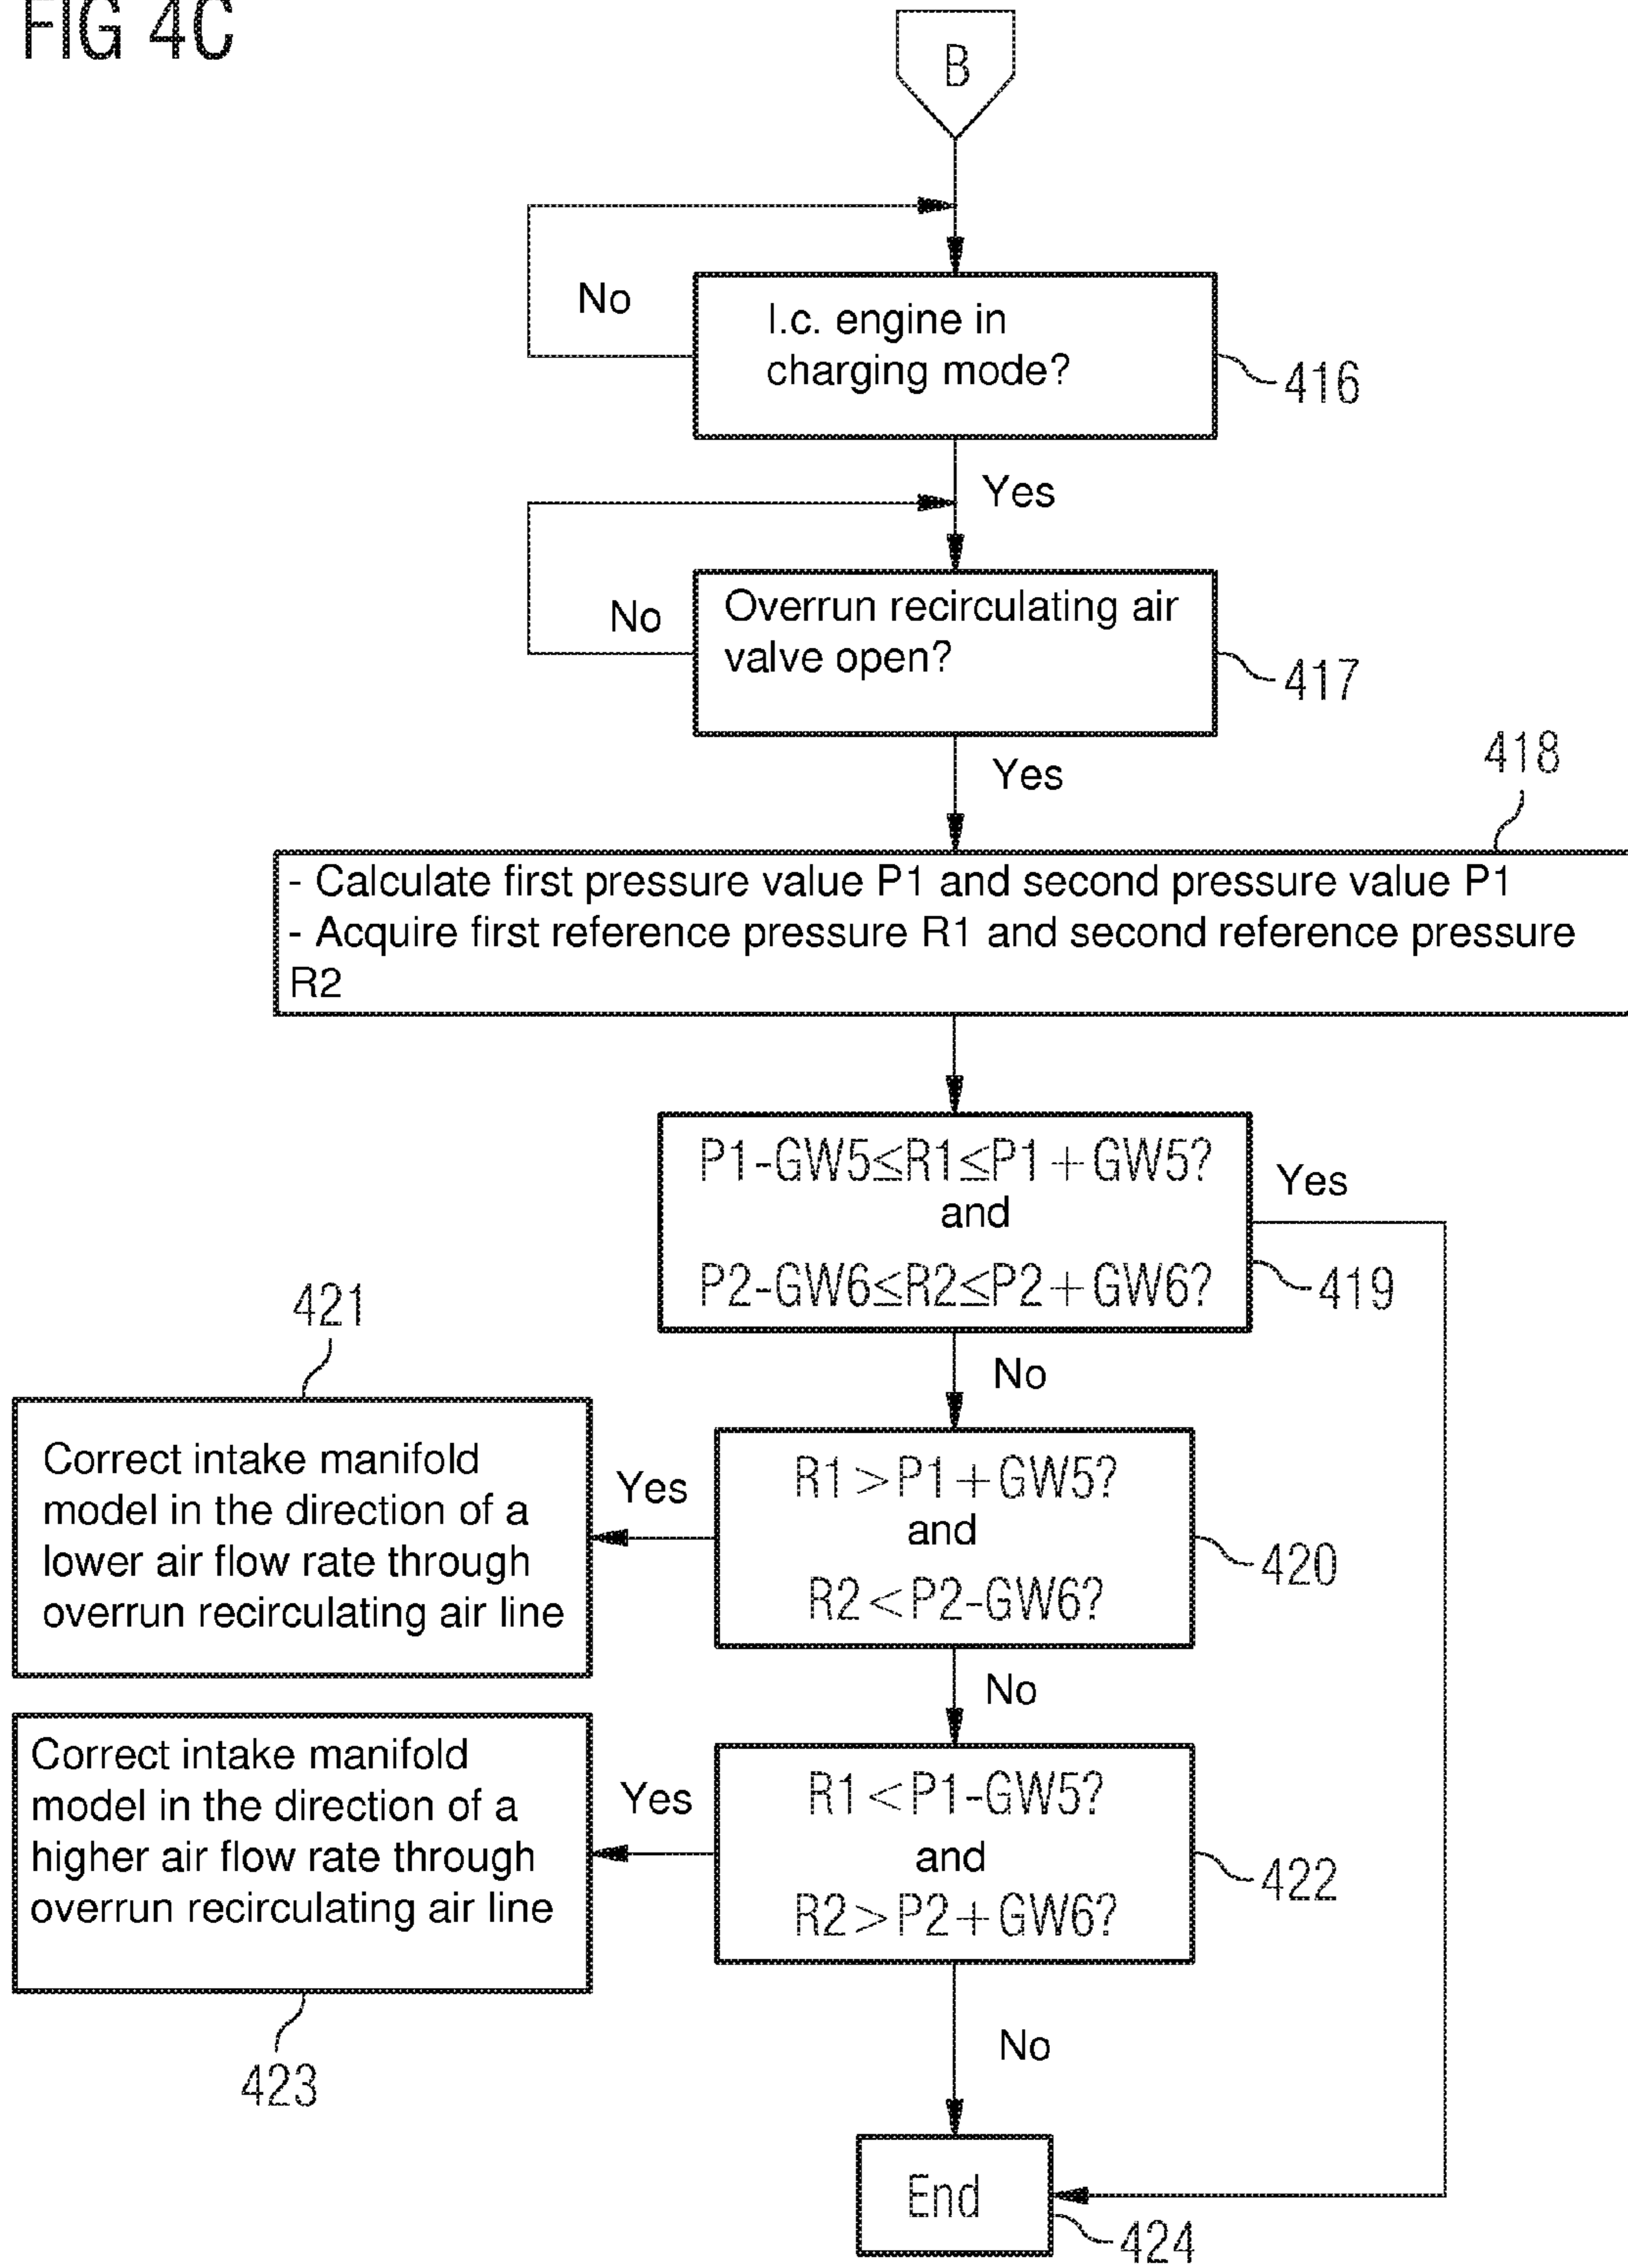 FIG 4C
B
No
I.c. engine in
charging mode?
416
Yes
No
Overrun recirculating air
valve open?
417
Yes
418
- Calculate first pressure value P1 and second pressure value P1
- Acquire first reference pressure R1 and second reference pressure
R2
P1-GW5≤R1≤P1+GW5?
and
P2-GW6≤R2≤P2+GW6?
Yes
419
No
421
Correct intake manifold
model in the direction of a
lower air flow rate through
overrun recirculating air line
Yes
R1>P1+GW5?
and
R2<P2-GW6?
420
No
Correct intake manifold
model in the direction of a
higher air flow rate through
overrun recirculating air line
Yes
R1<P1-GW5?
and
R2>P2+GW6?
422
423
No
End
424